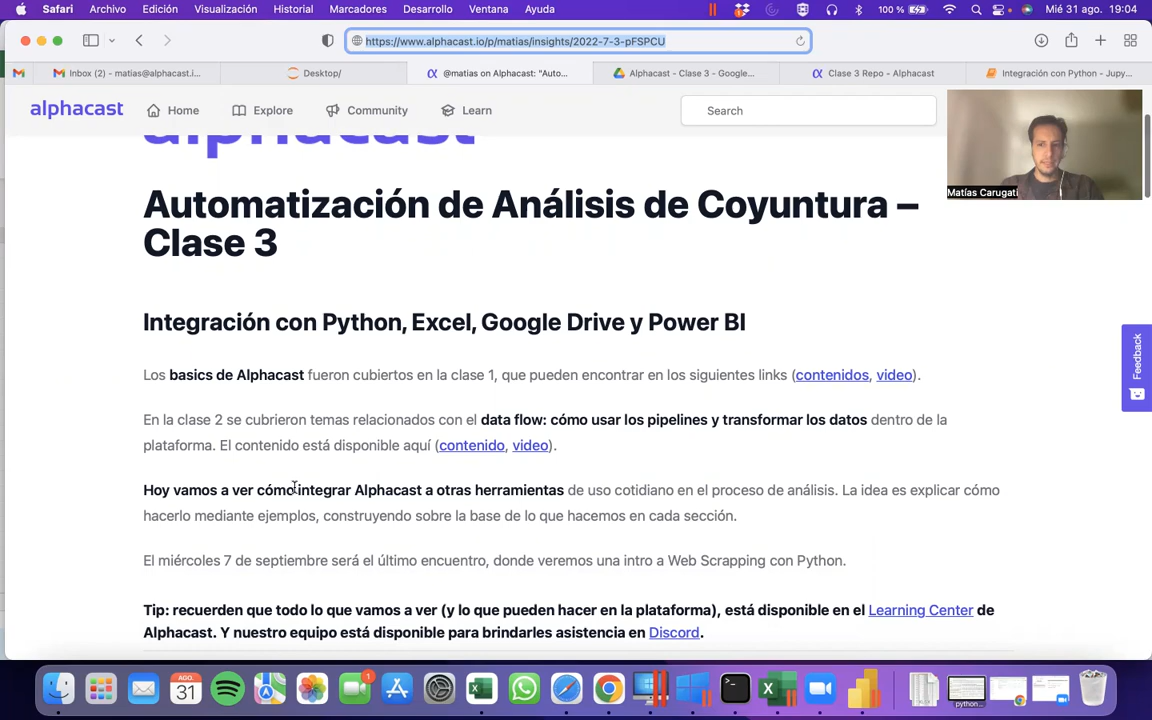 Safari Archivo Edición Visualización Historial Marcadores Desarrollo Ventana Ayuda 100 % Mié 31 ago. 19:04
https://www.alphacast.io/p/matias/insights/2022-7-3-pFSPCU
Inbox (2) - matias@alphacast.i... Desktop/ @matias on Alphacast: "Auto... Alphacast - Clase 3 - Google... Clase 3 Repo - Alphacast Integración con Python - Jupy...
alphacast Home Explore Community Learn Search
alphacast
Matías Carugati
Automatización de Análisis de Coyuntura –
Clase 3
Integración con Python, Excel, Google Drive y Power BI
Feedback
Los basics de Alphacast fueron cubiertos en la clase 1, que pueden encontrar en los siguientes links (contenidos, video).
En la clase 2 se cubrieron temas relacionados con el data flow: cómo usar los pipelines y transformar los datos dentro de la
plataforma. El contenido está disponible aquí (contenido, video).
Hoy vamos a ver cómo integrar Alphacast a otras herramientas de uso cotidiano en el proceso de análisis. La idea es explicar cómo
hacerlo mediante ejemplos, construyendo sobre la base de lo que hacemos en cada sección.
El miércoles 7 de septiembre será el último encuentro, donde veremos una intro a Web Scrapping con Python.
Tip: recuerden que todo lo que vamos a ver (y lo que pueden hacer en la plataforma), está disponible en el Learning Center de
Alphacast. Y nuestro equipo está disponible para brindarles asistencia en Discord.
AGO.
31
1
python...